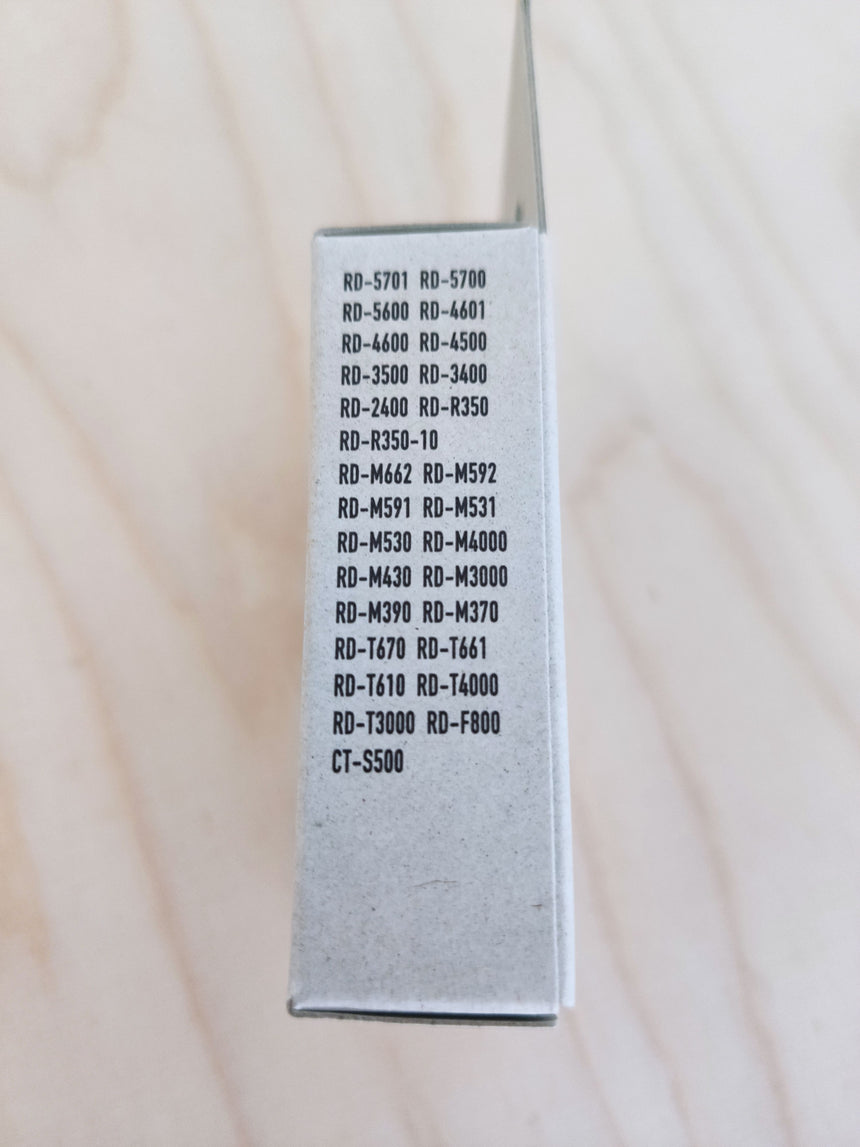 RD-5701 RD-5700
RD-5600 RD-4601
RD-4600 RD-4500
RD-3500 RD-3400
RD-2400 RD-R350
RD-R350-10
RD-M662 RD-M592
RD-M591 RD-M531
RD-M530 RD-M4000
RD-M430 RD-M3000
RD-M390 RD-M370
RD-T670 RD-T661
RD-T610 RD-T4000
RD-T3000 RD-F800
CT-S500